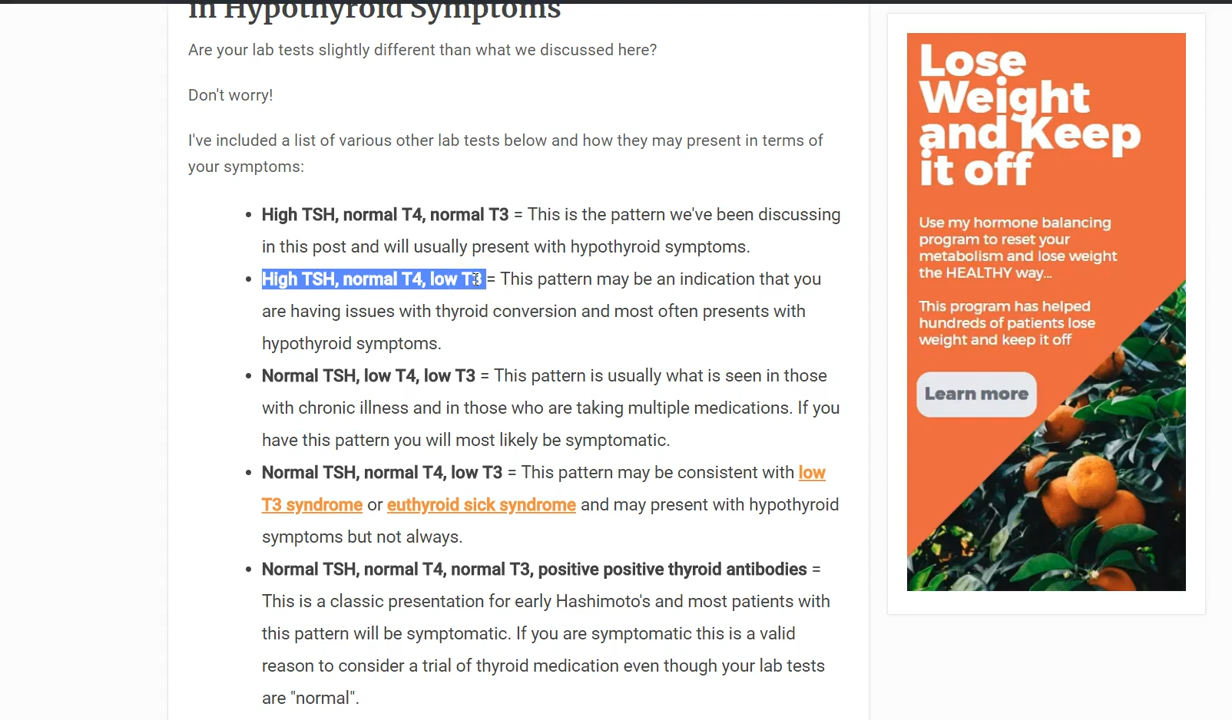 in Hypothyroid Symptoms
Are your lab tests slightly different than what we discussed here?
Don't worry!
I've included a list of various other lab tests below and how they may present in terms of
your symptoms:
• High TSH, normal T4, normal T3 = This is the pattern we've been discussing
in this post and will usually present with hypothyroid symptoms.
• High TSH, normal T4, low T3 = This pattern may be an indication that you
are having issues with thyroid conversion and most often presents with
hypothyroid symptoms.
• Normal TSH, low T4, low T3 = This pattern is usually what is seen in those
with chronic illness and in those who are taking multiple medications. If you
have this pattern you will most likely be symptomatic.
• Normal TSH, normal T4, low T3 = This pattern may be consistent with low
T3 syndrome or euthyroid sick syndrome and may present with hypothyroid
symptoms but not always.
• Normal TSH, normal T4, normal T3, positive positive thyroid antibodies =
This is a classic presentation for early Hashimoto's and most patients with
this pattern will be symptomatic. If you are symptomatic this is a valid
reason to consider a trial of thyroid medication even though your lab tests
are "normal".
Lose
Weight
and Keep
it off
Use my hormone balancing
program to reset your
metabolism and lose weight
the HEALTHY way...
This program has helped
hundreds of patients lose
weight and keep it off
Learn more